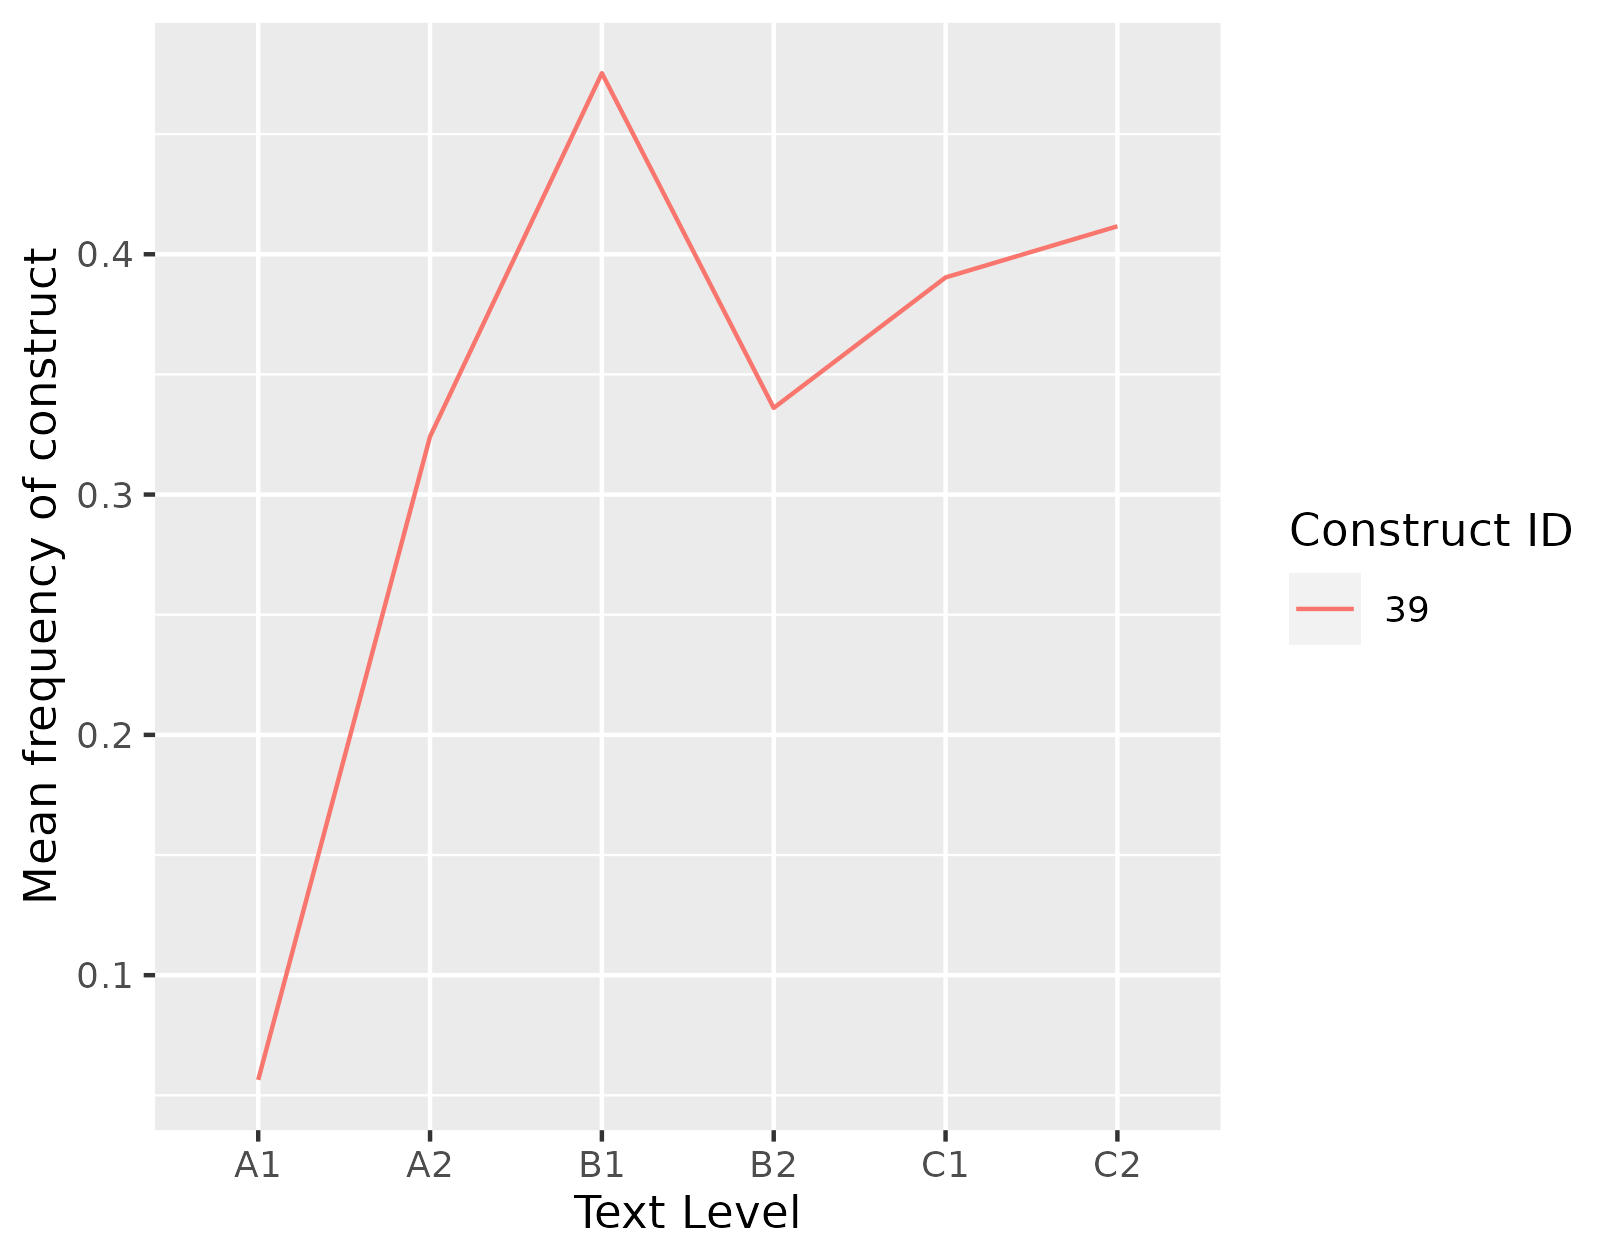 Mean frequency of construct
0.4
0.3
0.2
0.1
A1 A2 B1 B2 C1 C2
Text Level
Construct ID
39